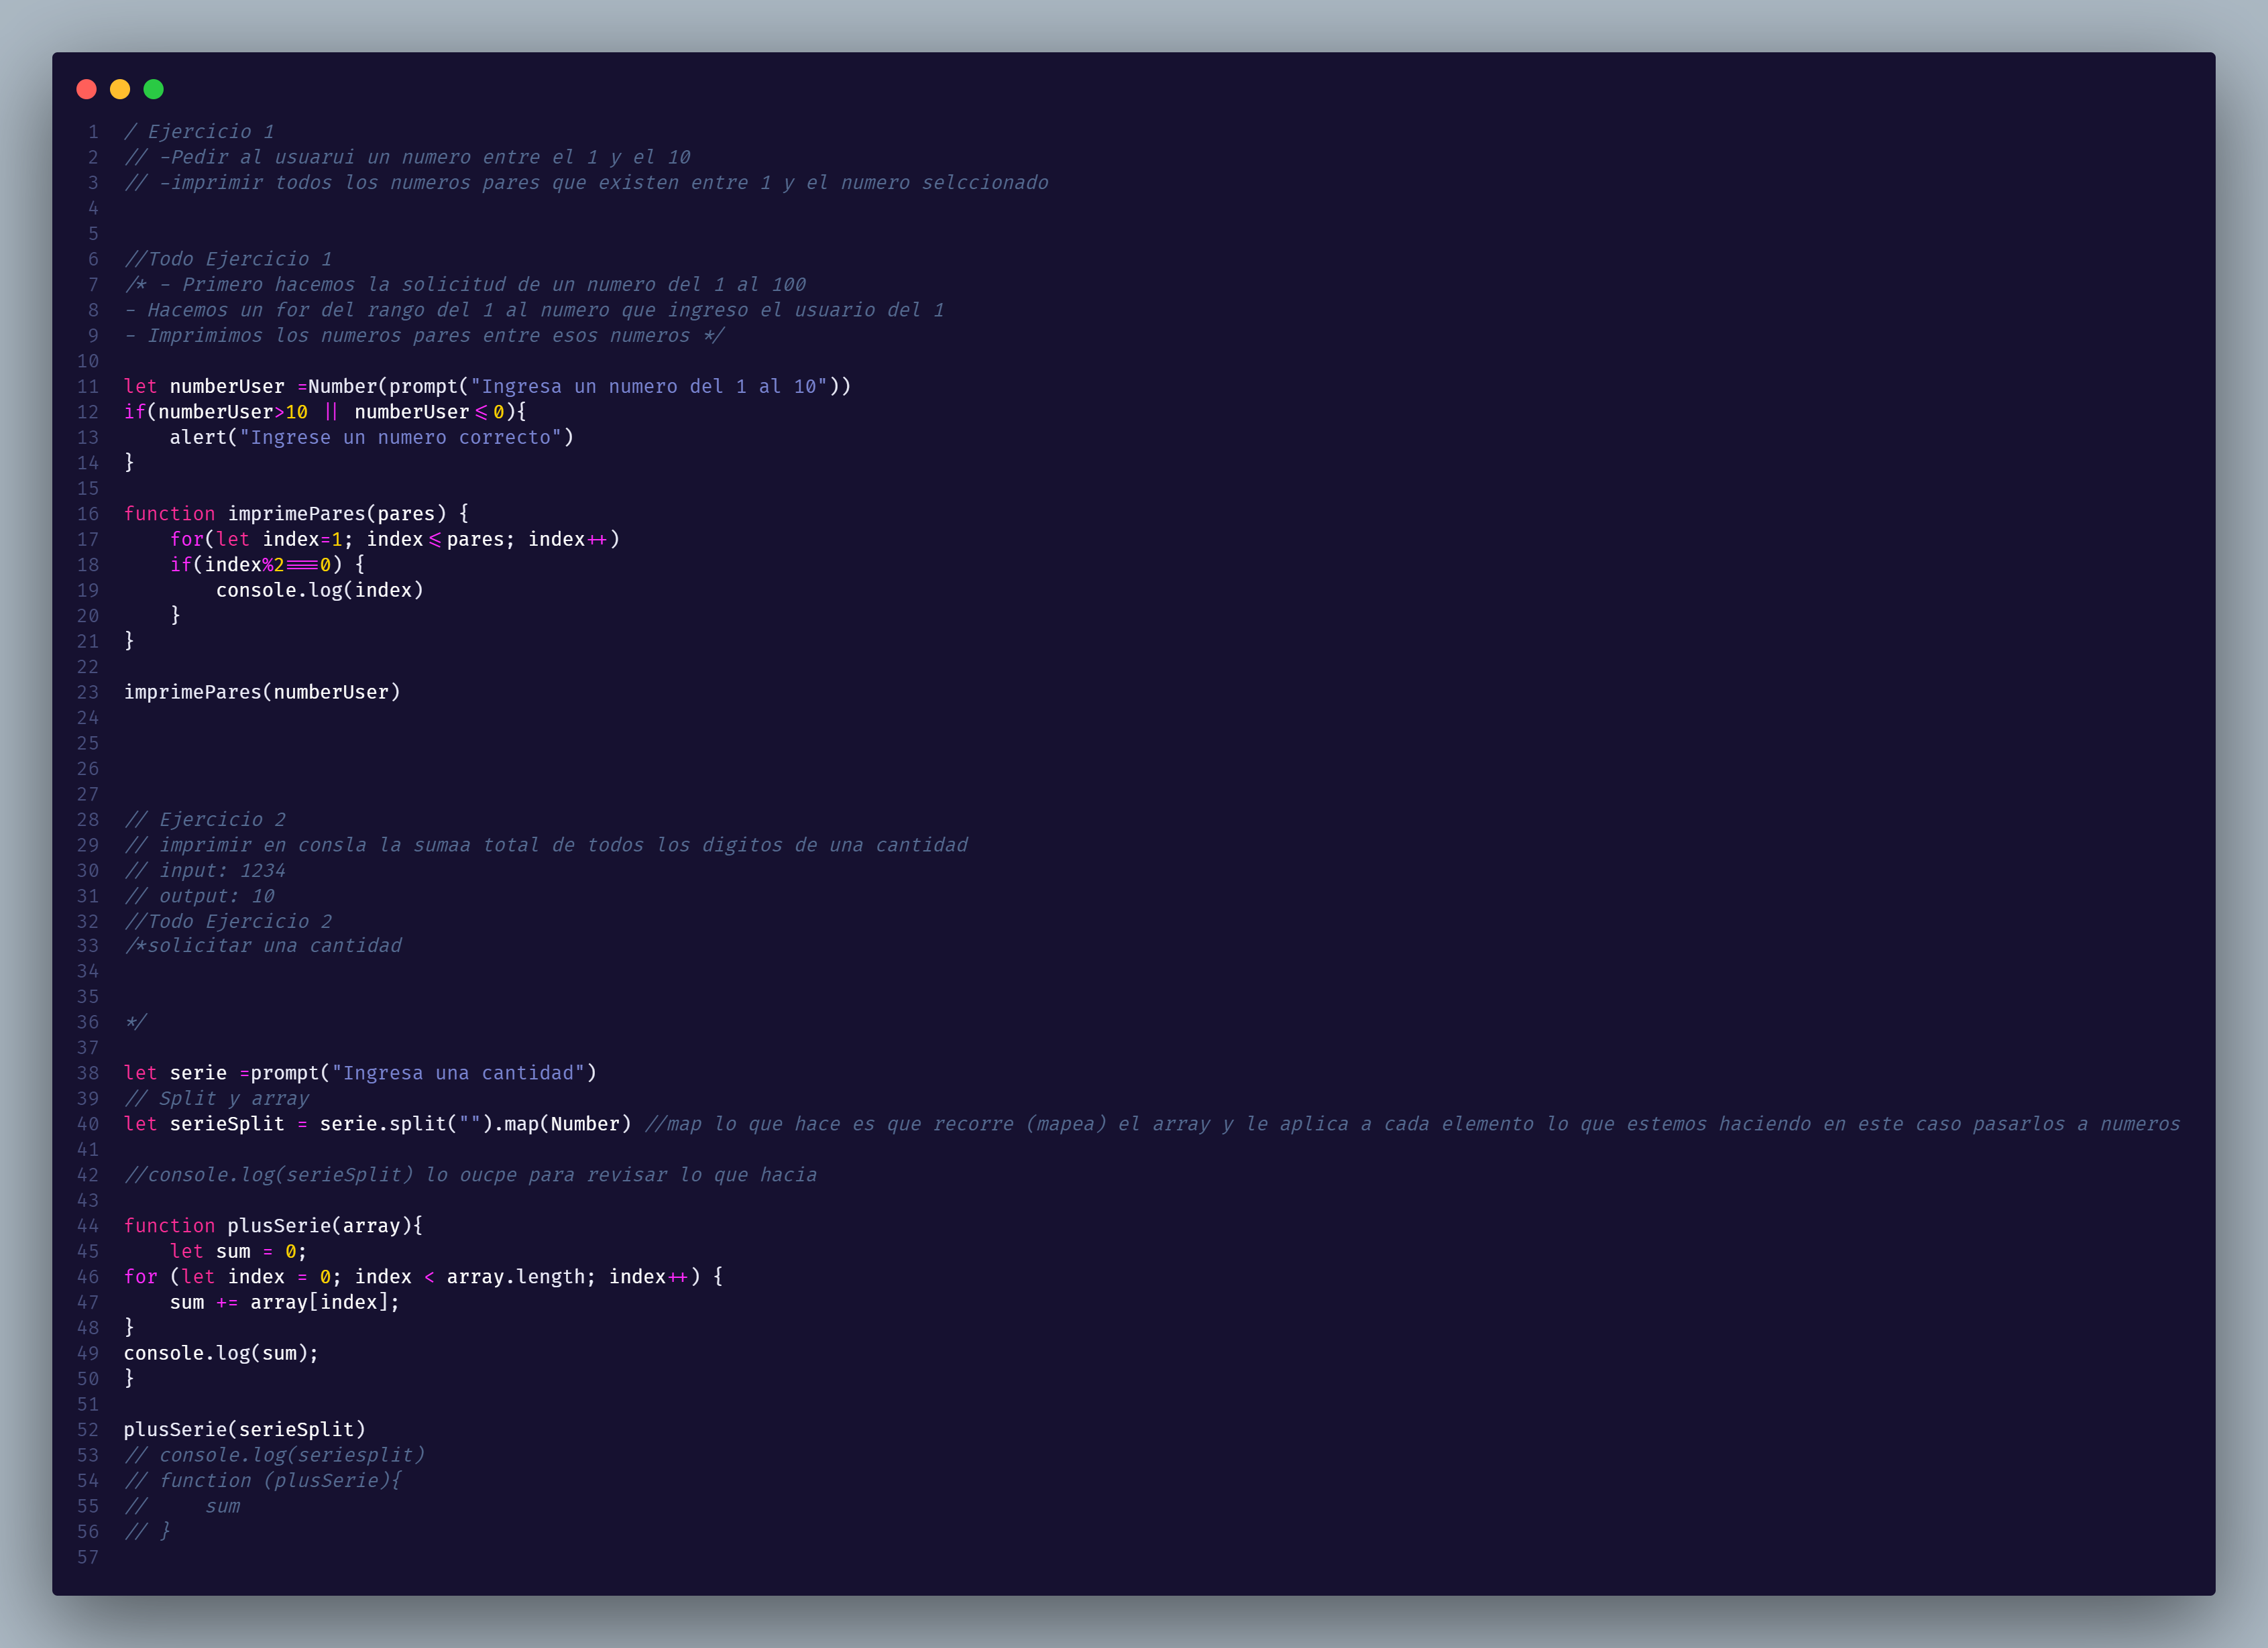 1 / Ejercicio 1
2 // -Pedir al usuarui un numero entre el 1 y el 10
3 // -imprimir todos los numeros pares que existen entre 1 y el numero selccionado
4
5
6 //Todo Ejercicio 1
7 /* - Primero hacemos la solicitud de un numero del 1 al 100
8 - Hacemos un for del rango del 1 al numero que ingreso el usuario del 1
9 - Imprimimos los numeros pares entre esos numeros */
10
11 let numberUser =Number(prompt("Ingresa un numero del 1 al 10"))
12 if(numberUser>10 || numberUser<=0){
13     alert("Ingrese un numero correcto")
14 }
15
16 function imprimePares(pares) {
17     for(let index=1; index<=pares; index++)
18     if(index%2===0) {
19         console.log(index)
20     }
21 }
22
23 imprimePares(numberUser)
24
25
26
27
28 // Ejercicio 2
29 // imprimir en consla la sumaa total de todos los digitos de una cantidad
30 // input: 1234
31 // output: 10
32 //Todo Ejercicio 2
33 /*solicitar una cantidad
34
35
36 */
37
38 let serie =prompt("Ingresa una cantidad")
39 // Split y array
40 let serieSplit = serie.split("").map(Number) //map lo que hace es que recorre (mapea) el array y le aplica a cada elemento lo que estemos haciendo en este caso pasarlos a numeros
41
42 //console.log(serieSplit) lo oucpe para revisar lo que hacia
43
44 function plusSerie(array){
45     let sum = 0;
46 for (let index = 0; index < array.length; index++) {
47     sum += array[index];
48 }
49 console.log(sum);
50 }
51
52 plusSerie(serieSplit)
53 // console.log(seriesplit)
54 // function (plusSerie){
55 //     sum
56 // }
57